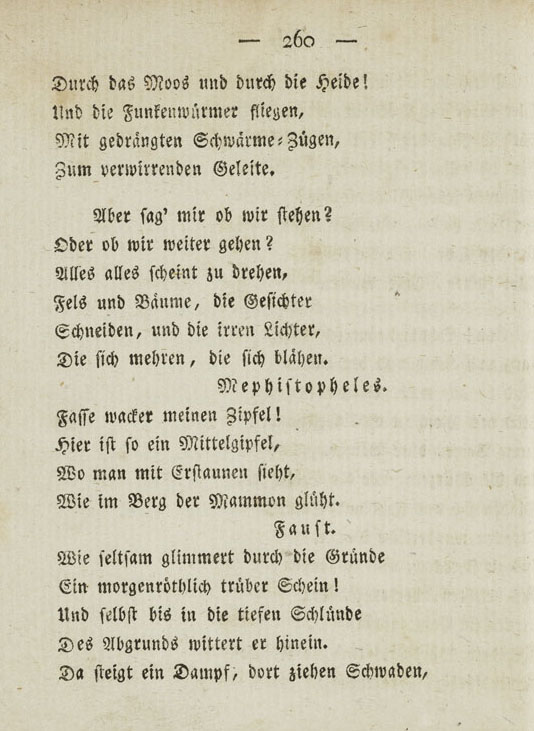 — 260 —
Durch das Moos und durch die Heide!
Und die Funkenwürmer fliegen,
Mit gedrängten Schwärme-Zügen,
Zum verwirrenden Geleite.
Aber sag' mir ob wir stehen?
Oder ob wir weiter gehen?
Alles alles scheint zu drehen,
Fels und Bäume, die Gesichter
Schneiden, und die irren Lichter,
Die sich mehren, die sich blähen.
Mephistopheles.
Fasse wacker meinen Zipfel!
Hier ist so ein Mittelgipfel,
Wo man mit Erstaunen sieht,
Wie im Berg der Mammon glüht.
Faust.
Wie seltsam glimmert durch die Gründe
Ein morgenröthlich trüber Schein!
Und selbst bis in die tiefen Schlünde
Des Abgrunds wittert er hinein.
Da steigt ein Dampf, dort ziehen Schwaden,